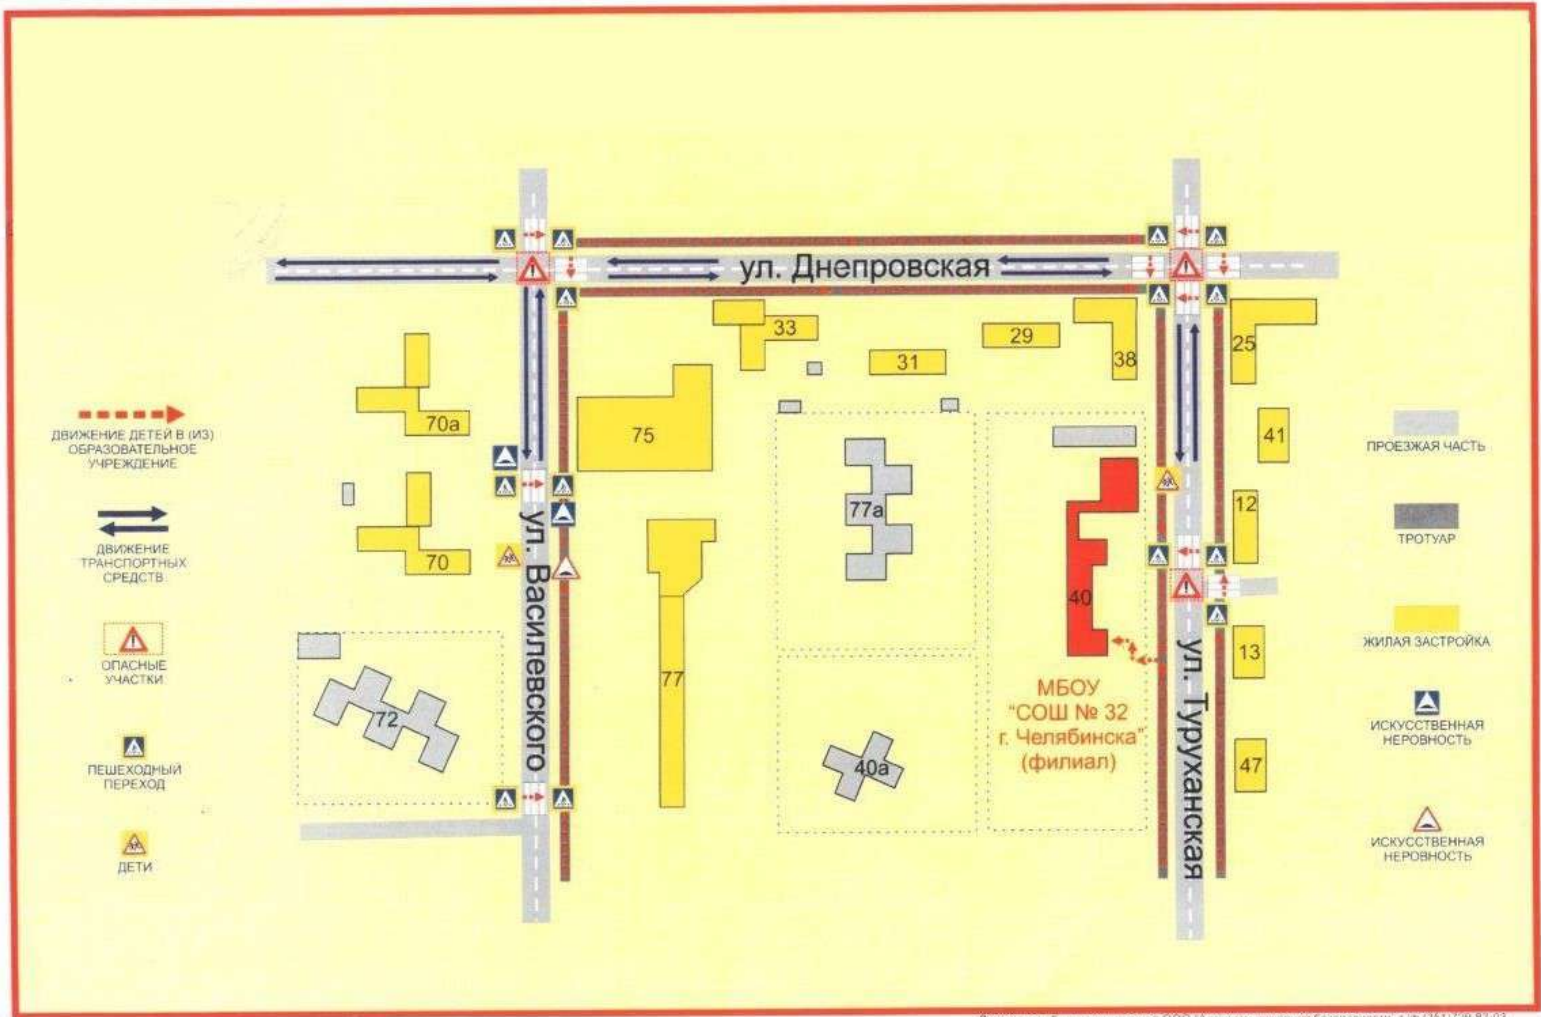 ул. Днепровская
33
29
31
38
25
70а
75
41
77а
12
70
40
ул. Василевского
77
13
72
МБОУ
"СОШ № 32
г. Челябинска"
(филиал)
ул. Туруханская
40а
47
ДВИЖЕНИЕ ДЕТЕЙ В (ИЗ)
ОБРАЗОВАТЕЛЬНОЕ
УЧРЕЖДЕНИЕ
ДВИЖЕНИЕ
ТРАНСПОРТНЫХ
СРЕДСТВ
ОПАСНЫЕ
УЧАСТКИ
ПЕШЕХОДНЫЙ
ПЕРЕХОД
ДЕТИ
ПРОЕЗЖАЯ ЧАСТЬ
ТРОТУАР
ЖИЛАЯ ЗАСТРОЙКА
ИСКУССТВЕННАЯ
НЕРОВНОСТЬ
ИСКУССТВЕННАЯ
НЕРОВНОСТЬ